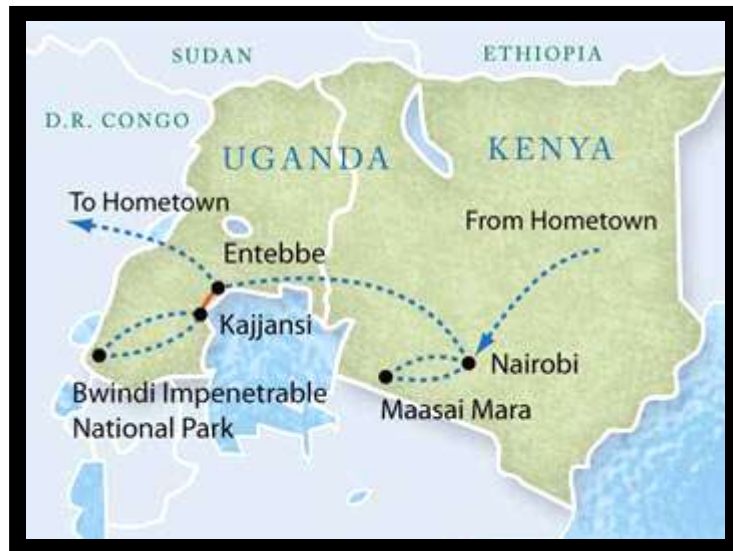 SUDAN
ETHIOPIA
D.R. CONGO
UGANDA
KENYA
To Hometown
From Hometown
Entebbe
Kajjansi
Nairobi
Bwindi Impenetrable
National Park
Maasai Mara